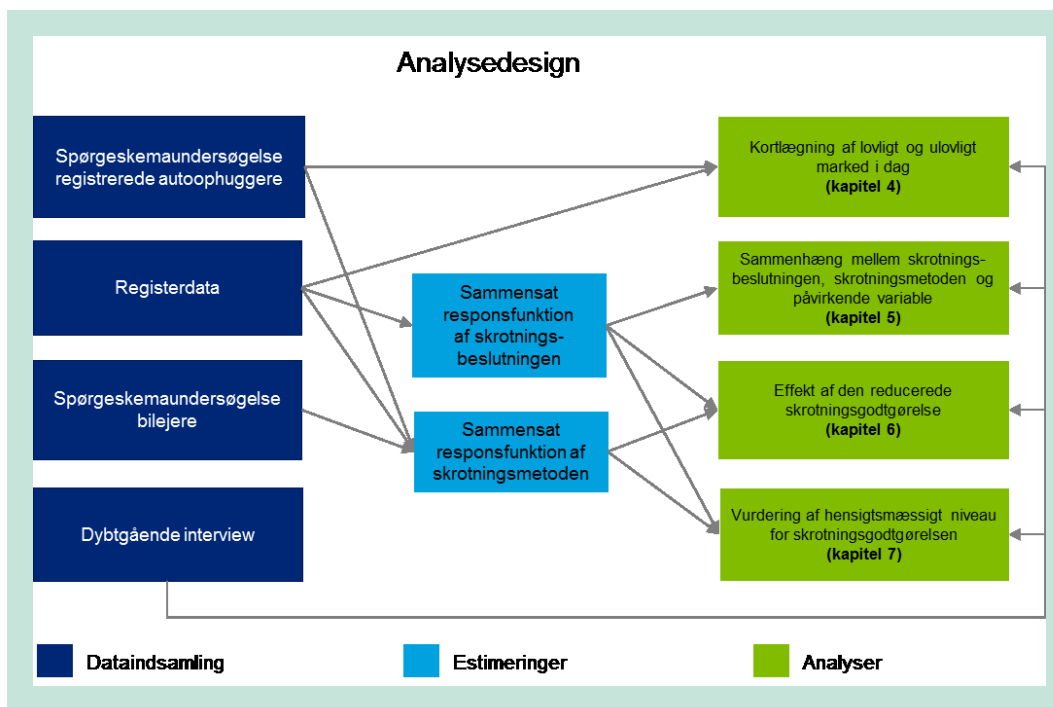 Analysedesign
Spørgeskemaundersøgelse
registrerede autoophuggere
Registerdata
Spørgeskemaundersøgelse
bilejere
Dybtgående interview
Sammensat
responsfunktion
af skrotnings-
beslutningen
Sammensat
responsfunktion af
skrotningsmetoden
Kortlægning af lovligt og ulovligt
marked i dag
(kapitel 4)
Sammenhæng mellem skrotnings-
beslutningen, skrotningsmetoden og
påvirkende variable
(kapitel 5)
Effekt af den reducerede
skrotningsgodtgørelse
(kapitel 6)
Vurdering af hensigtsmæssigt niveau
for skrotningsgodtgørelsen
(kapitel 7)
Dataindsamling
Estimeringer
Analyser